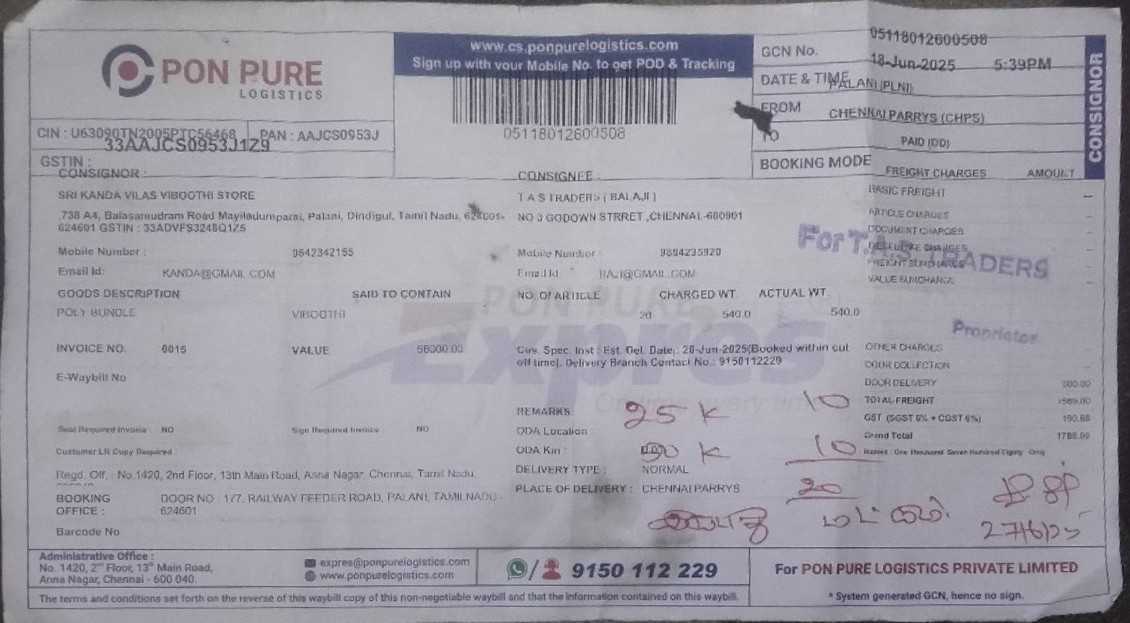 PON PURE
LOGISTICS
www.cs.ponpurelogistics.com
Sign up with your Mobile No. to get POD & Tracking
05118012600508
GCN No. 05118012600508
DATE & TIME 18-Jun-2025 5:39PM
FROM PALANI(PLNI)
TO CHENNAI PARRYS (CHPS)
BOOKING MODE PAID (DD)
CONSIGNOR
CIN : U63090TN2005PTC56468 PAN : AAJCS0953J
GSTIN : 33AAJCS0953J1Z9
CONSIGNOR :
SRI KANDA VILAS VIBOOTHI STORE
738 A4, Balasamudram Road Mayiladumparai, Palani, Dindigul, Tamil Nadu, 624601-
624601 GSTIN : 33ADVFS3248Q1Z5
Mobile Number : 9842342155
Email Id: KANDA@GMAIL.COM
CONSIGNEE :
T A S TRADERS ( BALAJI )
NO 3 GODOWN STRRET ,CHENNAI-600001
Mobile Number :
Email Id: RAJI@GMAIL.COM
FREIGHT CHARGES AMOUNT
BASIC FREIGHT
ARTICLE CHARGES
DOCUMENT CHARGES
VALUE SURCHARGE
For T.A.S. TRADERS
Proprietor
GOODS DESCRIPTION SAID TO CONTAIN NO. OF ARTICLE CHARGED WT. ACTUAL WT.
POLY BUNDLE VIBOOTHI 20 540.0 540.0
PON PURE
Expres
INVOICE NO. 0015 VALUE 56000.00
Cus. Spec. Inst : Est. Del. Date : 20-Jun-2025(Booked within cut
off time). Delivery Branch Contact No.: 9150112229
E-Waybill No
OTHER CHARGES
DOOR COLLECTION
DOOR DELIVERY
TOTAL FREIGHT
GST (SGST 6% + CGST 6%)
Grand Total
REMARKS: 25 K 10
ODA Location :
ODA Km : K 10
DELIVERY TYPE : NORMAL
PLACE OF DELIVERY : CHENNAI PARRYS
20
27/6/25
Seal Required Invoice : NO Sign Required Invoice NO
Customer LR Copy Required
Regd. Off. : No.1420, 2nd Floor, 13th Main Road, Anna Nagar, Chennai, Tamil Nadu,
BOOKING OFFICE : DOOR NO : 1/7, RAILWAY FEEDER ROAD, PALANI, TAMIL NADU -
624601
Barcode No
Administrative Office :
No. 1420, 2nd Floor, 13th Main Road,
Anna Nagar, Chennai - 600 040.
expres@ponpurelogistics.com
www.ponpurelogistics.com
9150 112 229
For PON PURE LOGISTICS PRIVATE LIMITED
* System generated GCN, hence no sign.
The terms and conditions set forth on the reverse of this waybill copy of this non-negotiable waybill and that the information contained on this waybill.